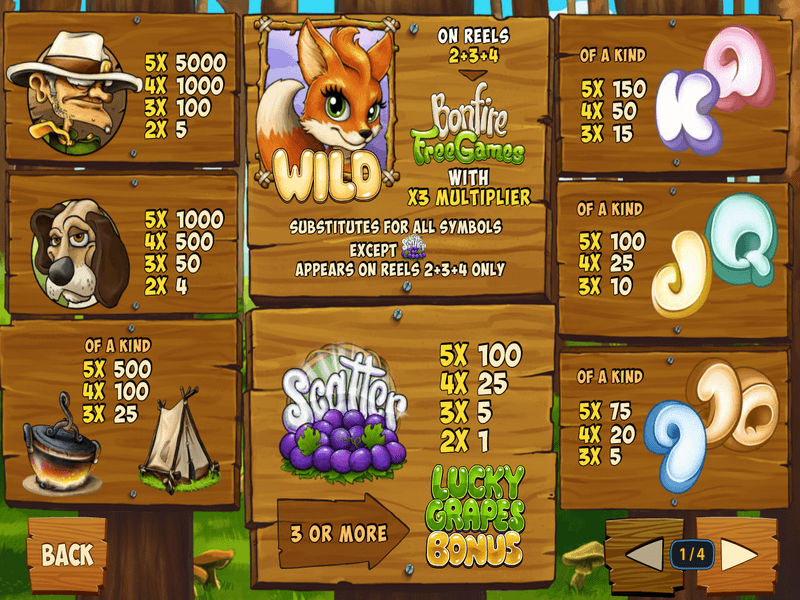 5X 5000
4X 1000
3X 100
2X 5
5X 1000
4X 500
3X 50
2X 4
OF A KIND
5X 500
4X 100
3X 25
BACK
WILD
ON REELS
2+3+4
Bonfire
FreeGames
WITH
X3 MULTIPLIER
SUBSTITUTES FOR ALL SYMBOLS
EXCEPT Scatter
APPEARS ON REELS 2+3+4 ONLY
Scatter
5X 100
4X 25
3X 5
2X 1
3 OR MORE
LUCKY
GRAPES
BONUS
OF A KIND
5X 150
4X 50
3X 15
K A
OF A KIND
5X 100
4X 25
3X 10
J Q
OF A KIND
5X 75
4X 20
3X 5
9 10
1/4